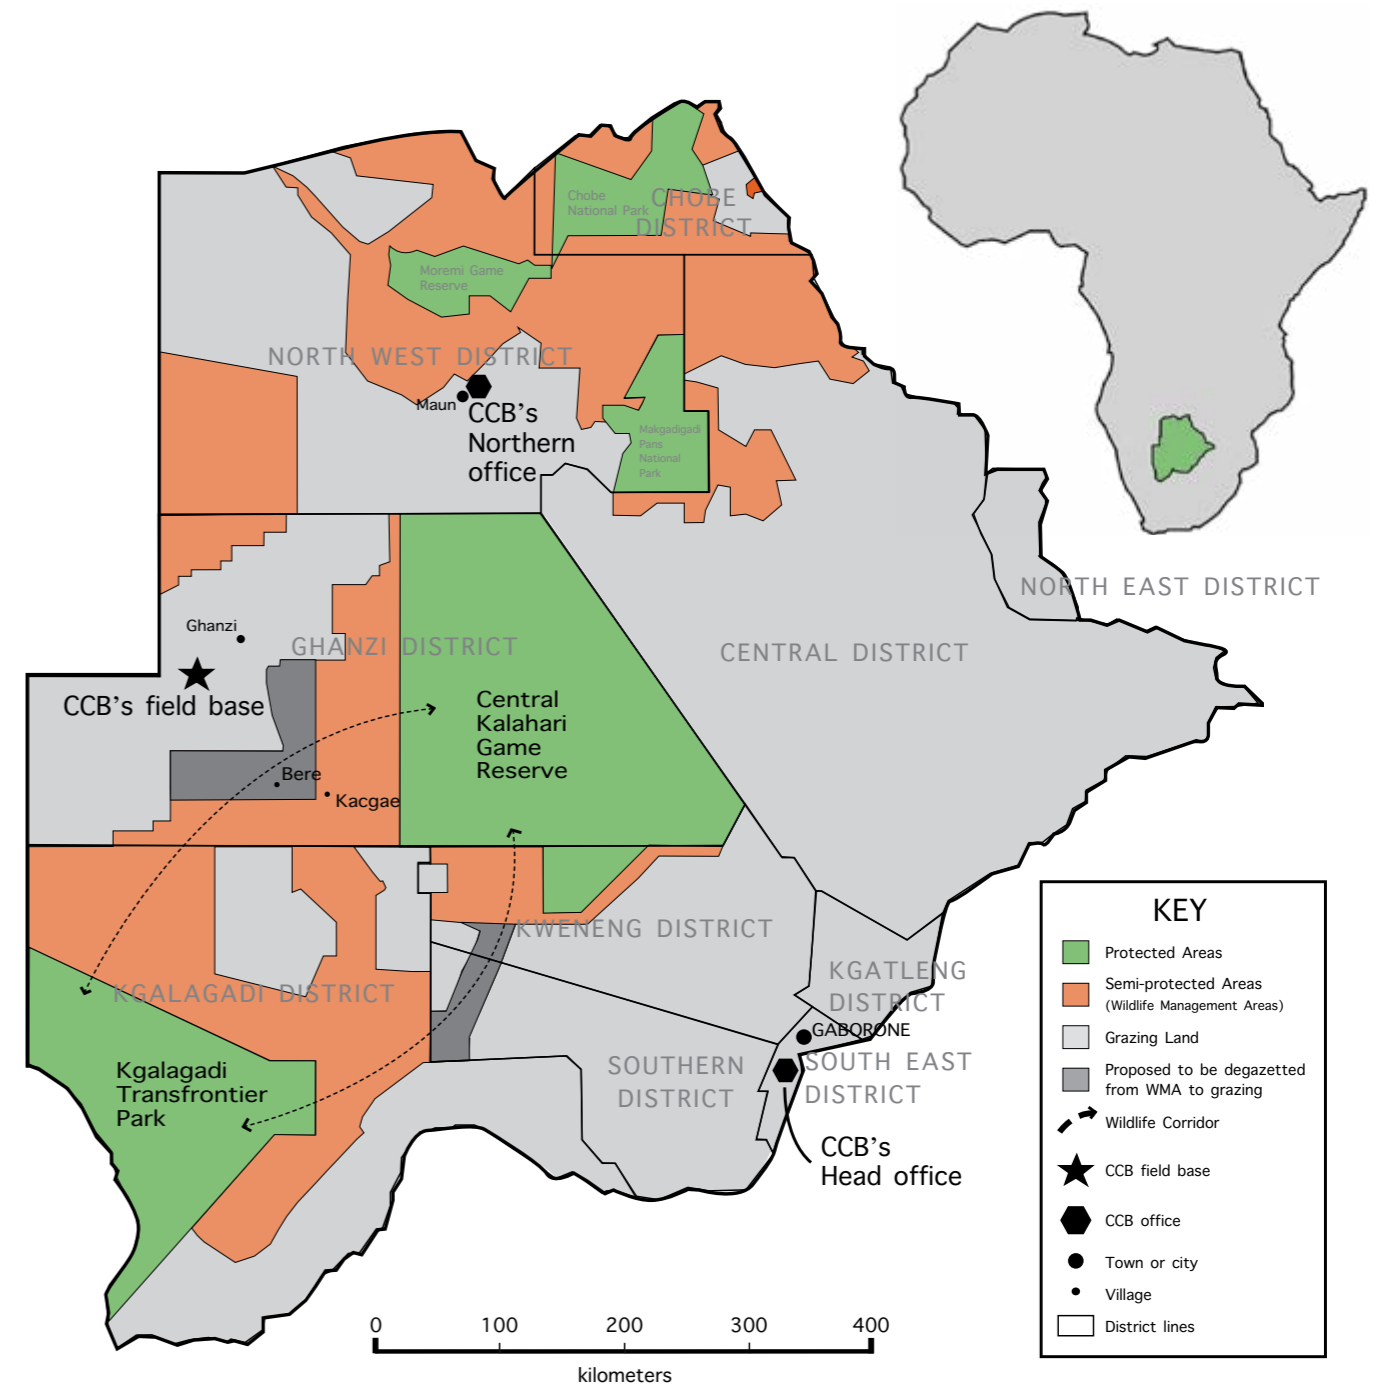 Chobe
National Park
CHOBE
DISTRICT
Moremi Game
Reserve
NORTH WEST DISTRICT
Maun
CCB's
Northern
office
Makgadigadi
Pans
National
Park
NORTH EAST DISTRICT
Ghanzi
GHANZI DISTRICT
CENTRAL DISTRICT
CCB's field base
Central
Kalahari
Game
Reserve
Bere
Kacgae
KWENENG DISTRICT
KGATLENG
DISTRICT
KGALAGADI DISTRICT
GABORONE
SOUTHERN
DISTRICT
SOUTH EAST
DISTRICT
Kgalagadi
Transfrontier
Park
CCB's
Head office
KEY
Protected Areas
Semi-protected Areas
(Wildlife Management Areas)
Grazing Land
Proposed to be degazetted
from WMA to grazing
Wildlife Corridor
CCB field base
CCB office
Town or city
Village
District lines
0 100 200 300 400
kilometers